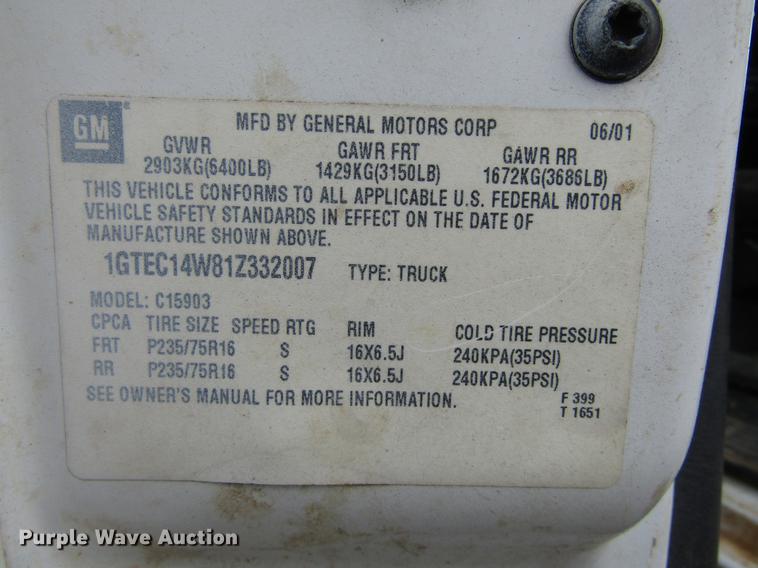 GM
MFD BY GENERAL MOTORS CORP 06/01
GVWR GAWR FRT GAWR RR
2903KG(6400LB) 1429KG(3150LB) 1672KG(3686LB)
THIS VEHICLE CONFORMS TO ALL APPLICABLE U.S. FEDERAL MOTOR
VEHICLE SAFETY STANDARDS IN EFFECT ON THE DATE OF
MANUFACTURE SHOWN ABOVE.
1GTEC14W81Z332007 TYPE: TRUCK
MODEL: C15903
CPCA TIRE SIZE SPEED RTG RIM COLD TIRE PRESSURE
FRT P235/75R16 S 16X6.5J 240KPA(35PSI)
RR P235/75R16 S 16X6.5J 240KPA(35PSI)
SEE OWNER'S MANUAL FOR MORE INFORMATION.
F 399
T 1651
Purple Wave Auction